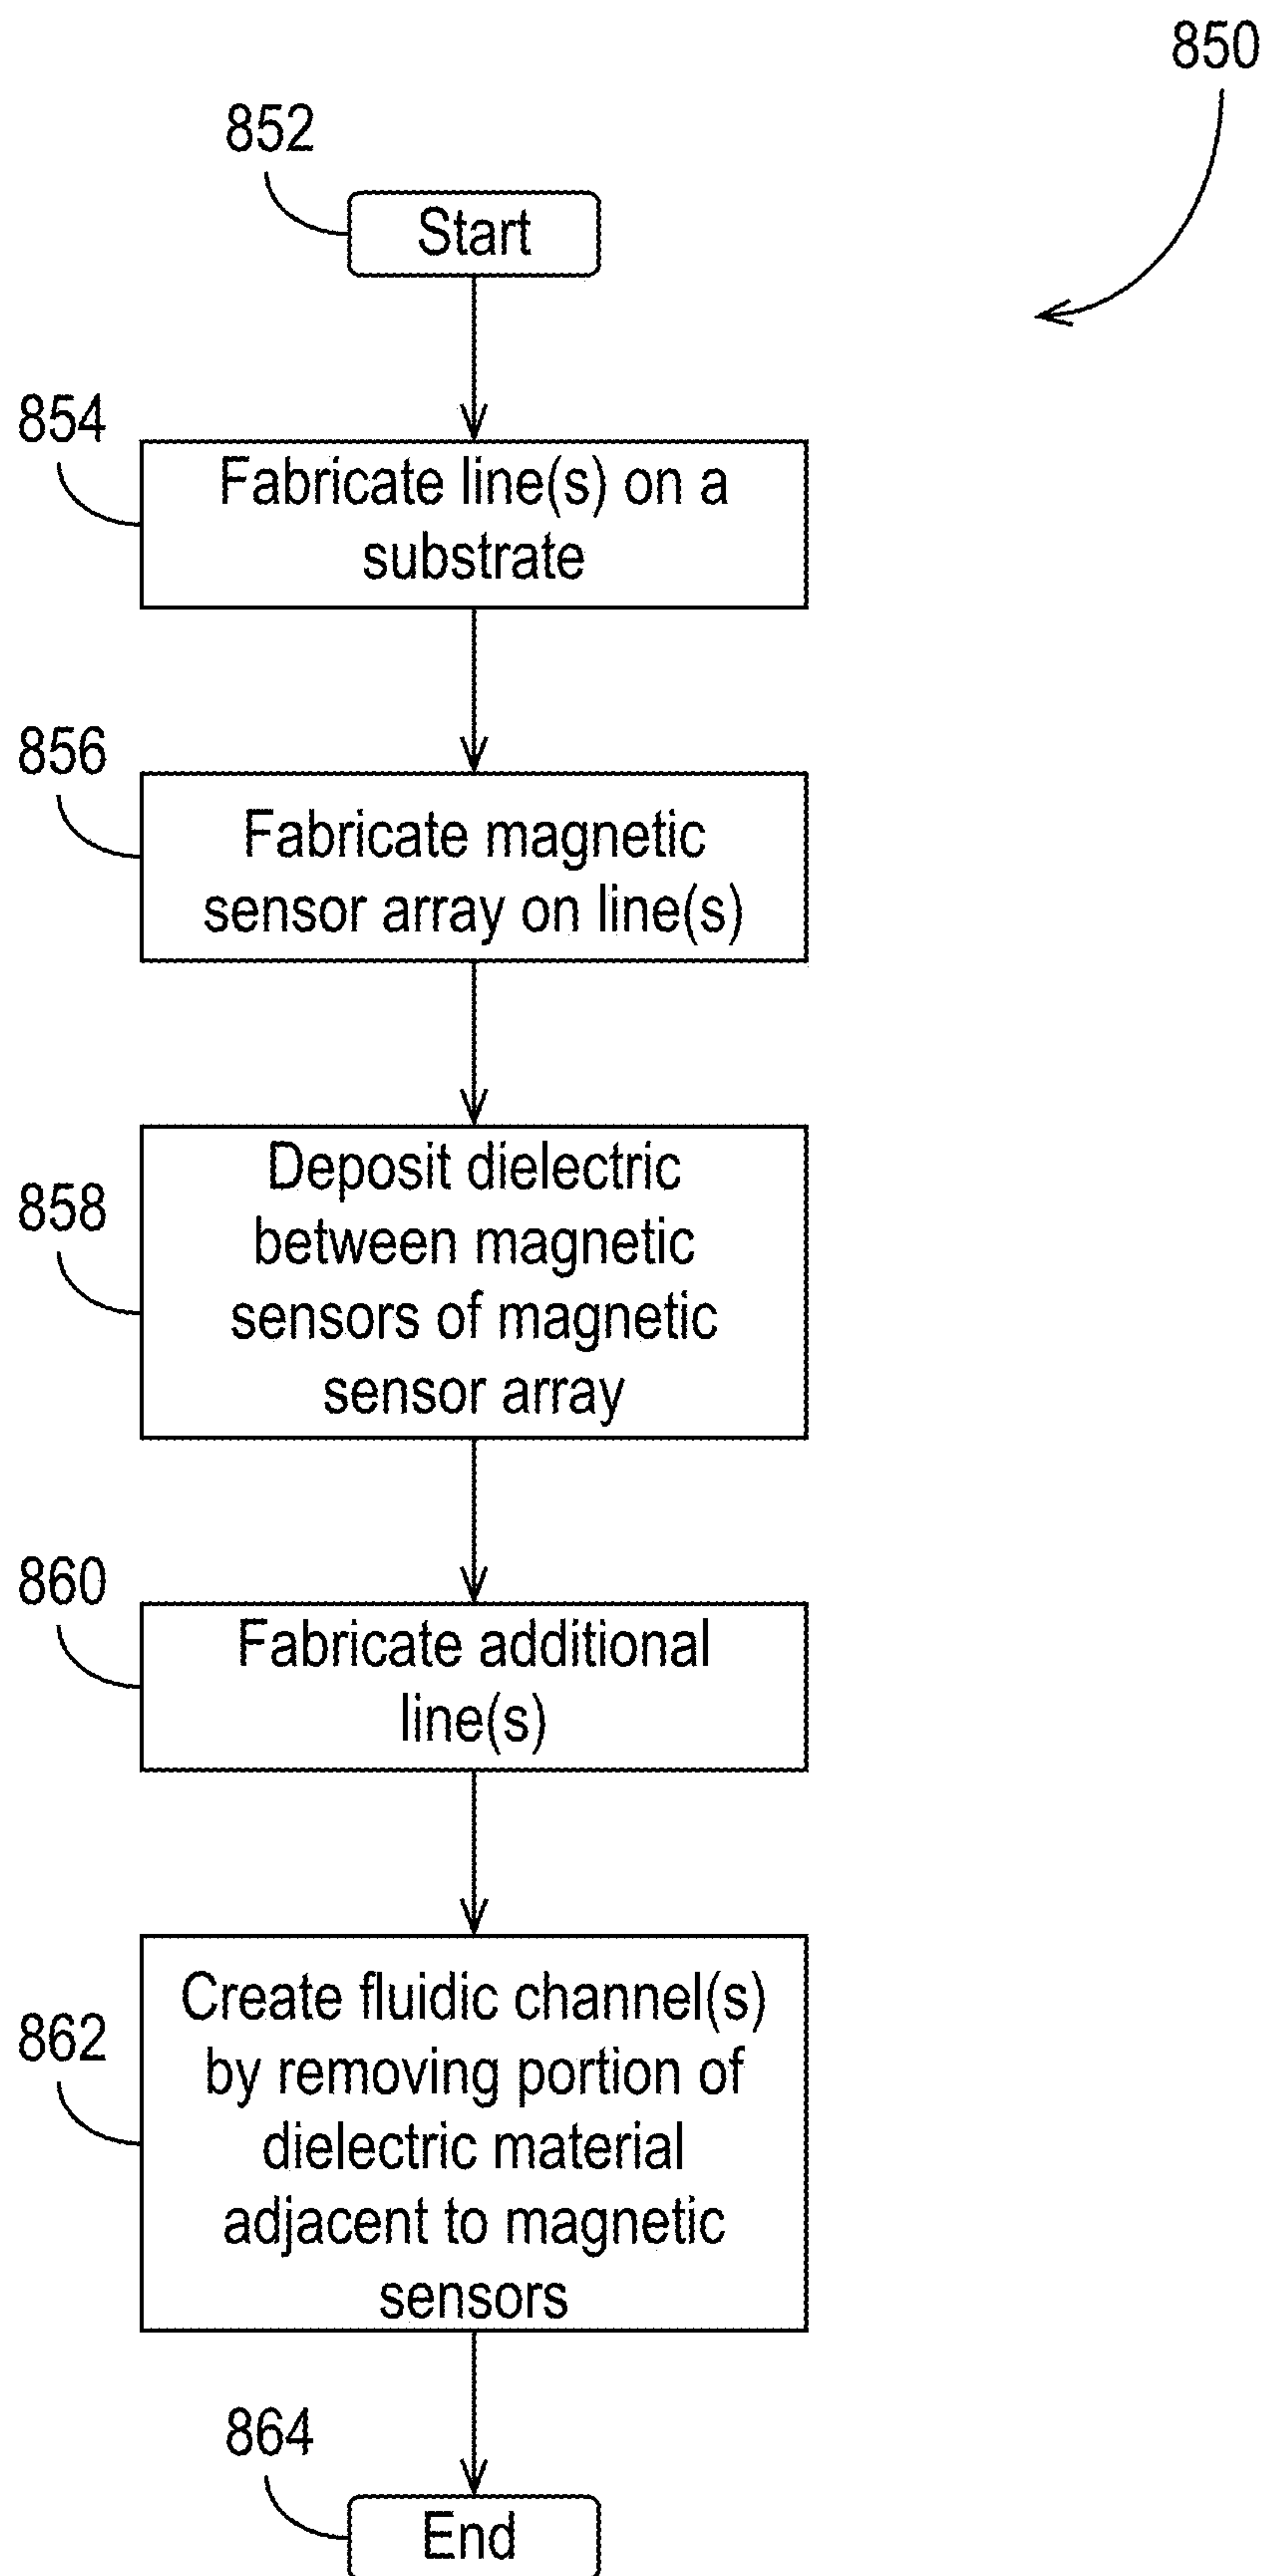 850
852
Start
854
Fabricate line(s) on a
substrate
856
Fabricate magnetic
sensor array on line(s)
858
Deposit dielectric
between magnetic
sensors of magnetic
sensor array
860
Fabricate additional
line(s)
862
Create fluidic channel(s)
by removing portion of
dielectric material
adjacent to magnetic
sensors
864
End